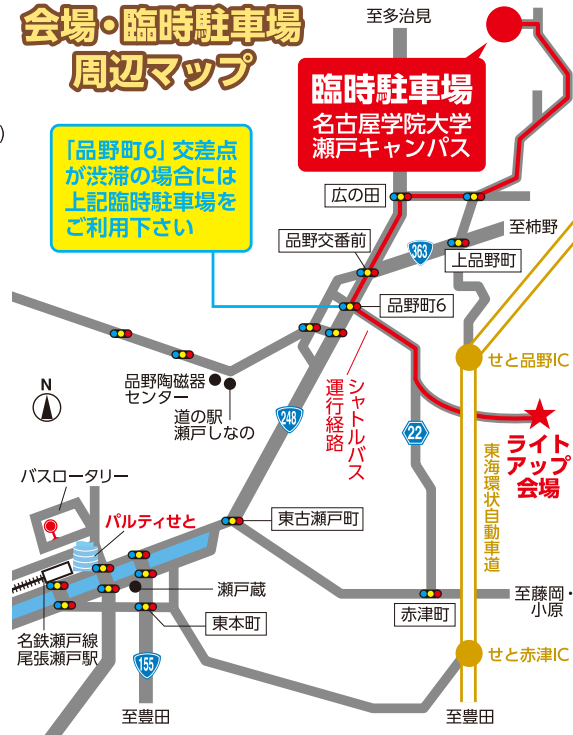 会場・臨時駐車場
周辺マップ
至多治見
臨時駐車場
名古屋学院大学
瀬戸キャンパス
)
「品野町6」交差点
が渋滞の場合には
上記臨時駐車場を
ご利用下さい
広の田
至柿野
品野交番前
363
上品野町
品野町6
せと品野IC
N
品野陶磁器
センター
道の駅
瀬戸しなの
シャトルバス
運行経路
248
22
ライト
アップ
会場
東海環状自動車道
バスロータリー
パルティせと
東古瀬戸町
瀬戸蔵
至藤岡・
小原
赤津町
東本町
名鉄瀬戸線
尾張瀬戸駅
155
せと赤津IC
至豊田
至豊田